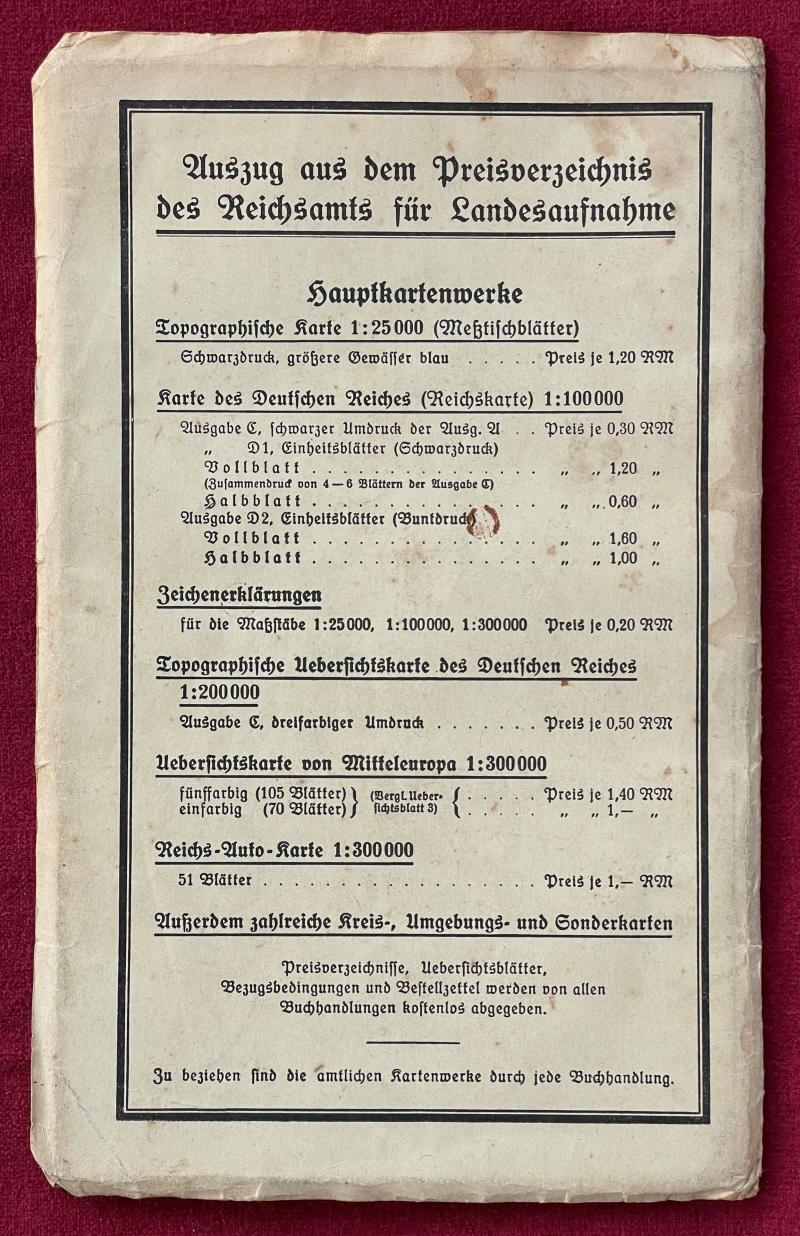 Auszug aus dem Preisverzeichnis
des Reichsamts für Landesaufnahme
Hauptkartenwerke
Topographische Karte 1:25000 (Meßtischblätter)
Schwarzdruck, größere Gewässer blau . . . . . Preis je 1,20 RM
Karte des Deutschen Reiches (Reichskarte) 1:100000
Ausgabe C, schwarzer Umdruck der Ausg. A . . Preis je 0,30 RM
„ D1, Einheitsblätter (Schwarzdruck)
Vollblatt . . . . . . . . . . . . . . . „ „ 1,20 „
(Zusammendruck von 4—6 Blättern der Ausgabe C)
Halbblatt . . . . . . . . . . . . . . . „ „ 0,60 „
Ausgabe D2, Einheitsblätter (Buntdruck)
Vollblatt . . . . . . . . . . . . . . . „ „ 1,60 „
Halbblatt . . . . . . . . . . . . . . . „ „ 1,00 „
Zeichenerklärungen
für die Maßstäbe 1:25000, 1:100000, 1:300000 Preis je 0,20 RM
Topographische Uebersichtskarte des Deutschen Reiches
1:200000
Ausgabe C, dreifarbiger Umdruck . . . . . . . Preis je 0,50 RM
Uebersichtskarte von Mitteleuropa 1:300000
fünffarbig (105 Blätter) } (Vergl. Ueber- { . . . . . Preis je 1,40 RM
einfarbig (70 Blätter) } sichtsblatt 3) { . . . . . „ „ 1,— „
Reichs-Auto-Karte 1:300000
51 Blätter . . . . . . . . . . . . . . . . . . Preis je 1,— RM
Außerdem zahlreiche Kreis-, Umgebungs- und Sonderkarten
Preisverzeichnisse, Uebersichtsblätter,
Bezugsbedingungen und Bestellzettel werden von allen
Buchhandlungen kostenlos abgegeben.
Zu beziehen sind die amtlichen Kartenwerke durch jede Buchhandlung.